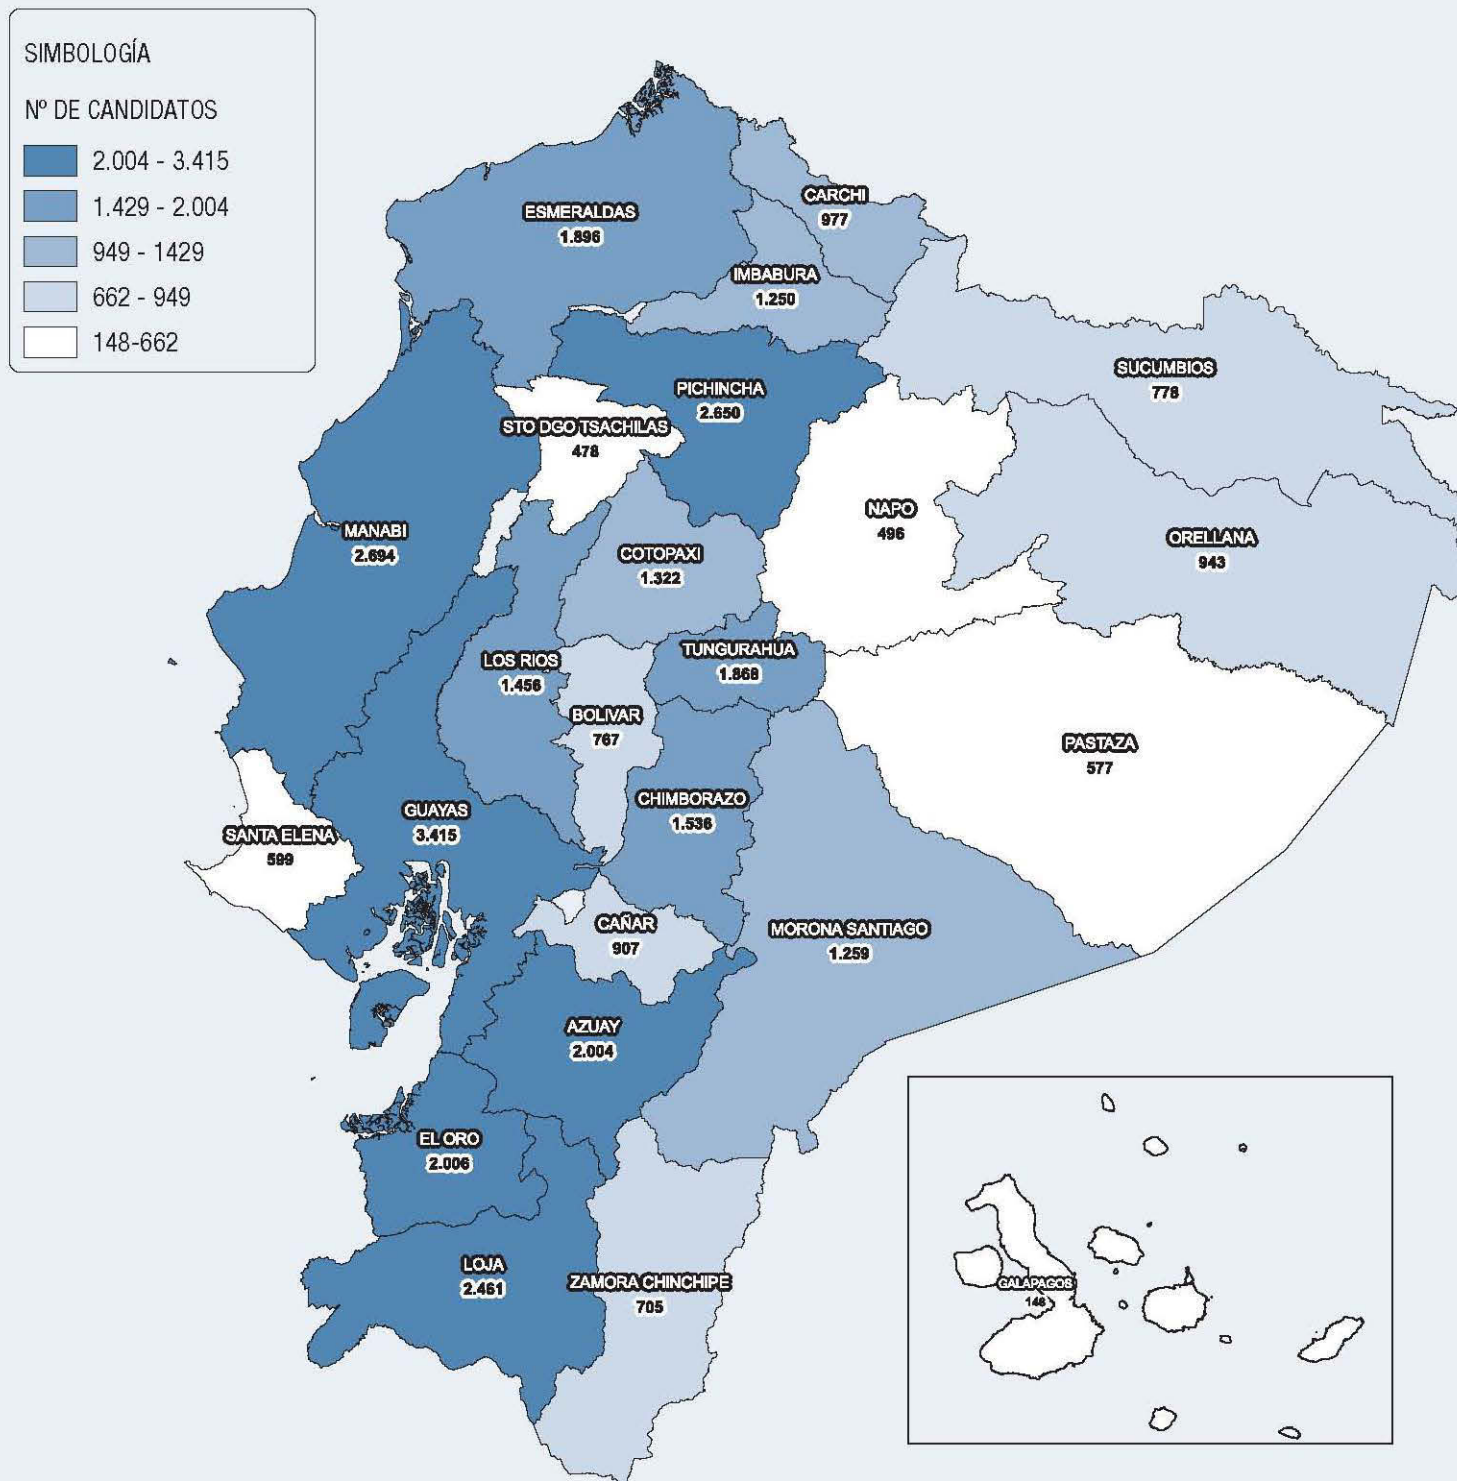 SIMBOLOGÍA
Nº DE CANDIDATOS
2.004 - 3.415
1.429 - 2.004
949 - 1429
662 - 949
148-662
CARCHI
977
ESMERALDAS
1.896
IMBABURA
1.250
SUCUMBIOS
778
PICHINCHA
2.650
STO DGO TSACHILAS
478
NAPO
496
MANABI
2.694
ORELLANA
943
COTOPAXI
1.322
TUNGURAHUA
1.868
LOS RIOS
1.456
BOLIVAR
767
PASTAZA
577
CHIMBORAZO
1.536
GUAYAS
3.415
SANTA ELENA
599
CAÑAR
907
MORONA SANTIAGO
1.259
AZUAY
2.004
EL ORO
2.006
LOJA
2.461
ZAMORA CHINCHIPE
705
GALAPAGOS
148